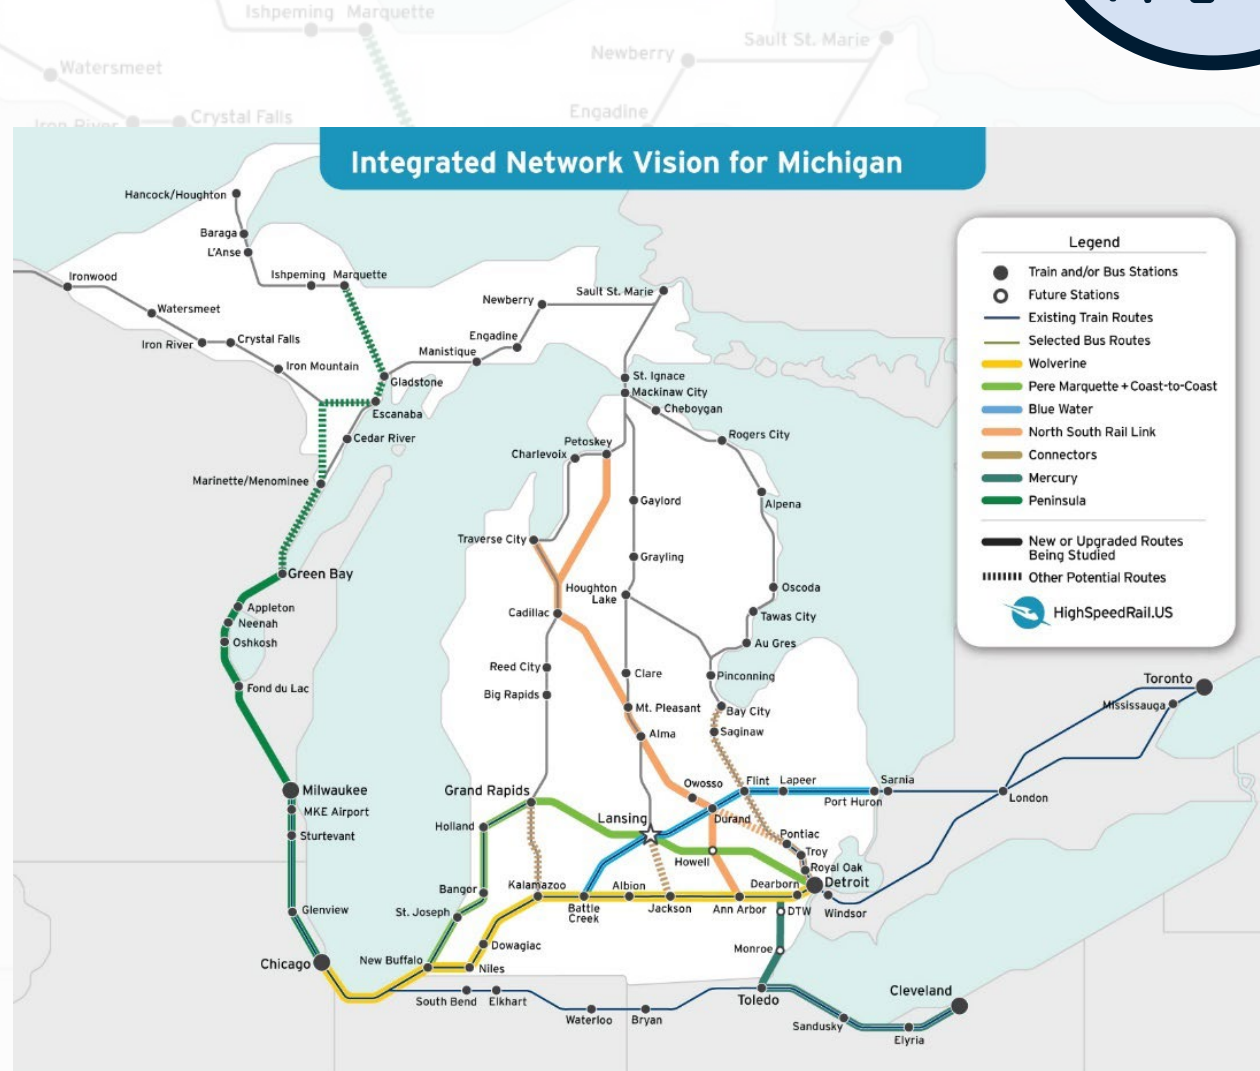 Ishpeming Marquette
Sault St. Marie
Newberry
Watersmeet
Engadine
Crystal Falls
Iron River
Integrated Network Vision for Michigan
Hancock/Houghton
Baraga
L'Anse
Ishpeming Marquette
Ironwood
Watersmeet
Iron River
Crystal Falls
Iron Mountain
Newberry
Sault St. Marie
Engadine
Manistique
Gladstone
Escanaba
Cedar River
Marinette/Menominee
St. Ignace
Mackinaw City
Cheboygan
Rogers City
Petoskey
Charlevoix
Alpena
Gaylord
Traverse City
Grayling
Green Bay
Appleton
Neenah
Oshkosh
Fond du Lac
Houghton
Lake
Oscoda
Tawas City
Au Gres
Cadillac
Reed City
Big Rapids
Clare
Pinconning
Mt. Pleasant
Bay City
Alma
Saginaw
Milwaukee
MKE Airport
Sturtevant
Grand Rapids
Owosso
Flint
Lapeer
Port Huron
Sarnia
London
Toronto
Mississauga
Holland
Lansing
Durand
Pontiac
Troy
Howell
Royal Oak
Detroit
Dearborn
Windsor
Glenview
Bangor
Kalamazoo
Battle
Creek
Albion
Jackson
Ann Arbor
DTW
St. Joseph
Dowagiac
Monroe
Chicago
New Buffalo
Niles
South Bend
Elkhart
Waterloo
Bryan
Toledo
Cleveland
Sandusky
Elyria
Legend
Train and/or Bus Stations
Future Stations
Existing Train Routes
Selected Bus Routes
Wolverine
Pere Marquette + Coast-to-Coast
Blue Water
North South Rail Link
Connectors
Mercury
Peninsula
New or Upgraded Routes
Being Studied
Other Potential Routes
HighSpeedRail.US